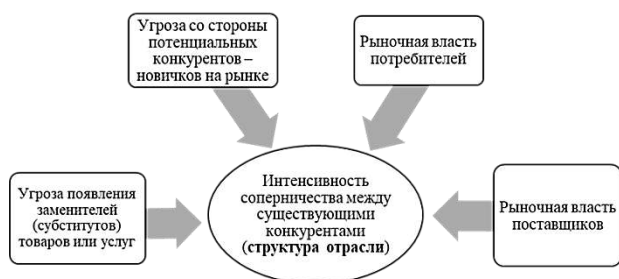 Угроза со стороны
потенциальных
конкурентов –
новичков на рынке
Рыночная власть
потребителей
Угроза появления
заменителей
(субститутов)
товаров или услуг
Интенсивность
соперничества между
существующими
конкурентами
(структура отрасли)
Рыночная власть
поставщиков